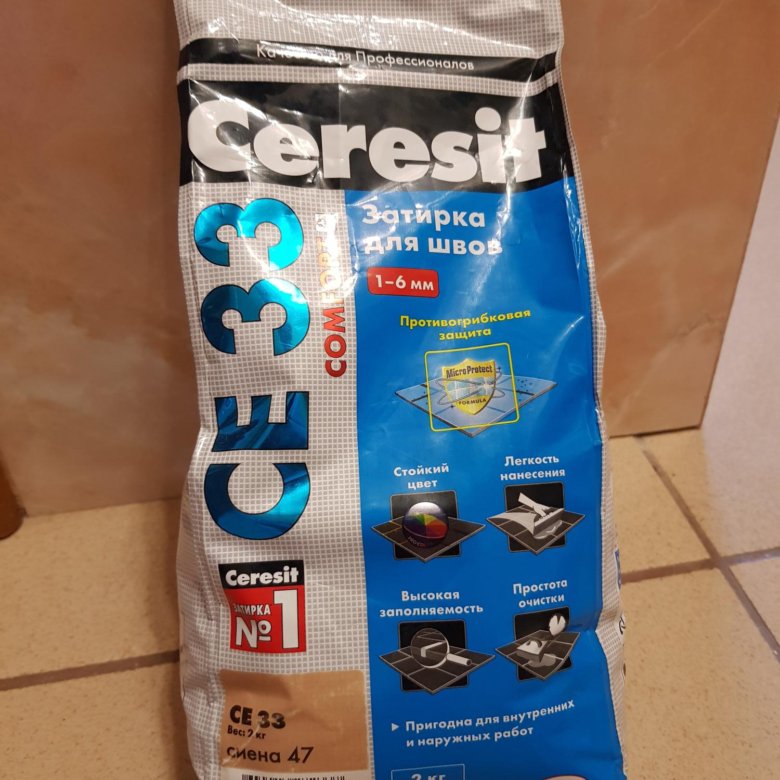 Качество для Профессионалов
Ceresit
CE 33
COMFORT
Затирка
для швов
1–6 мм
Противогрибковая
защита
MicroProtect
FORMULA
Стойкий
цвет
Легкость
нанесения
Высокая
заполняемость
Простота
очистки
Ceresit
ЗАТИРКА
№1
CE 33
Вес: 2 кг
сиена 47
▸ Пригодна для внутренних
и наружных работ
2 кг